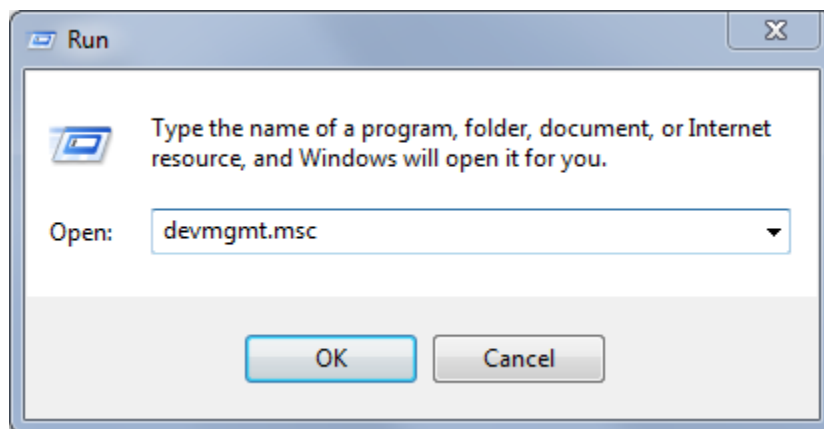 Run
Type the name of a program, folder, document, or Internet
resource, and Windows will open it for you.
Open: devmgmt.msc
OK Cancel